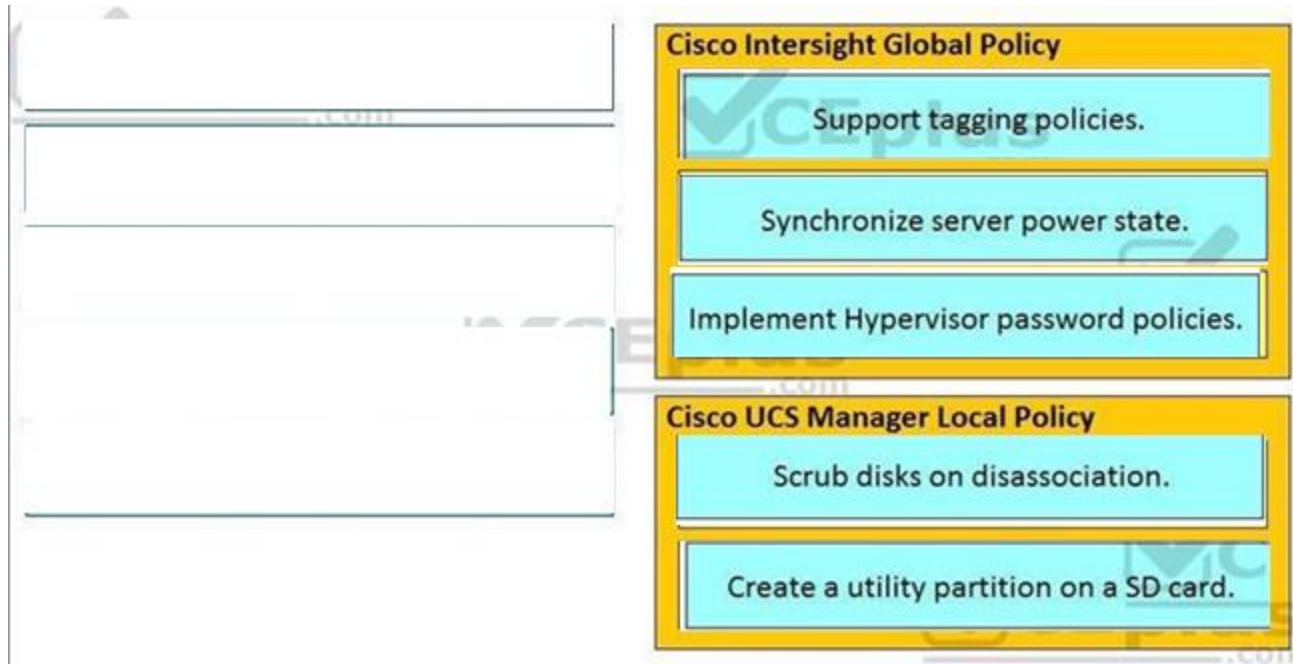 Cisco Intersight Global Policy
Support tagging policies.
Synchronize server power state.
Implement Hypervisor password policies.
Cisco UCS Manager Local Policy
Scrub disks on disassociation.
Create a utility partition on a SD card.